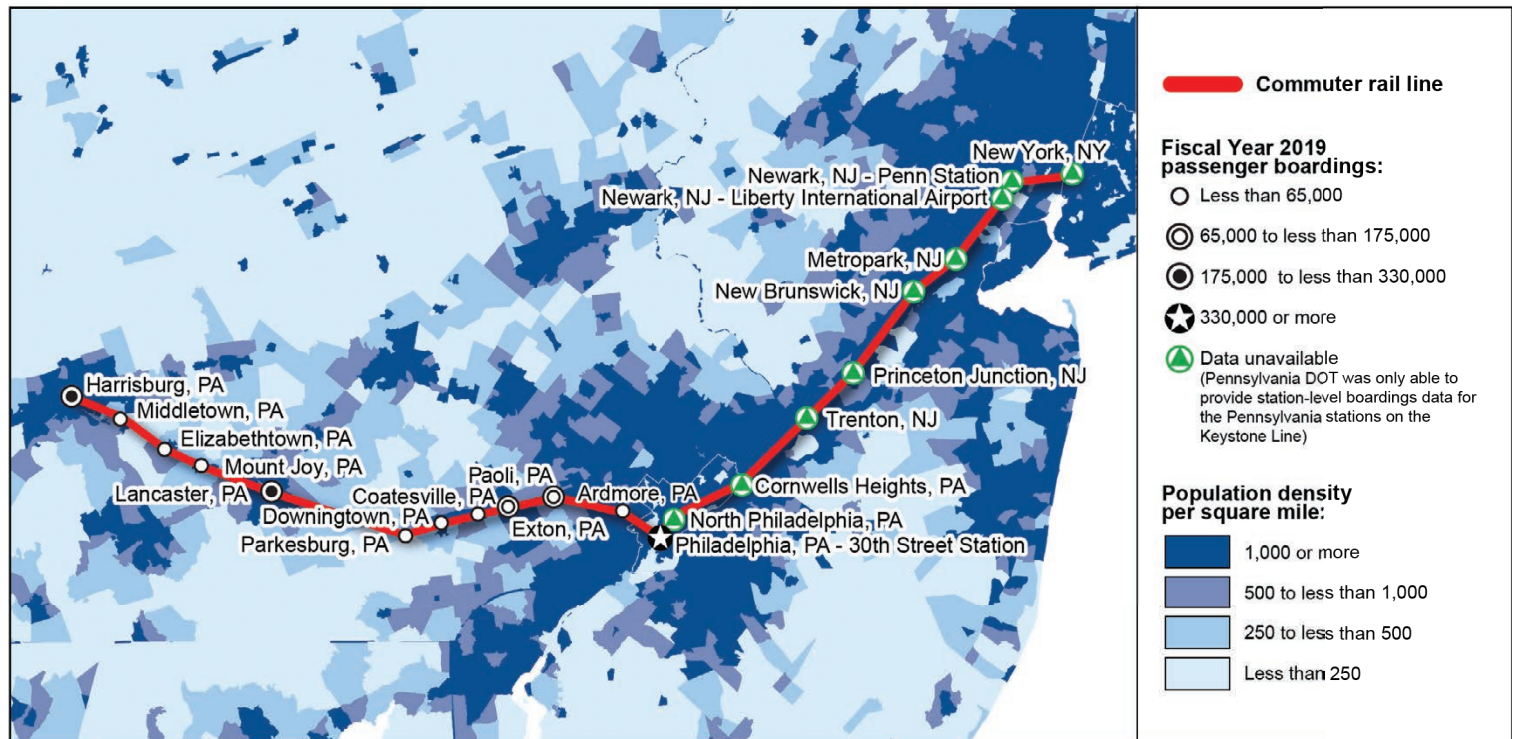 New York, NY
Newark, NJ - Penn Station
Newark, NJ - Liberty International Airport
Metropark, NJ
New Brunswick, NJ
Princeton Junction, NJ
Trenton, NJ
Cornwells Heights, PA
North Philadelphia, PA
Philadelphia, PA - 30th Street Station
Ardmore, PA
Paoli, PA
Exton, PA
Coatesville, PA
Downingtown, PA
Parkesburg, PA
Lancaster, PA
Mount Joy, PA
Elizabethtown, PA
Middletown, PA
Harrisburg, PA
Commuter rail line
Fiscal Year 2019
passenger boardings:
Less than 65,000
65,000 to less than 175,000
175,000 to less than 330,000
330,000 or more
Data unavailable
(Pennsylvania DOT was only able to
provide station-level boardings data for
the Pennsylvania stations on the
Keystone Line)
Population density
per square mile:
1,000 or more
500 to less than 1,000
250 to less than 500
Less than 250